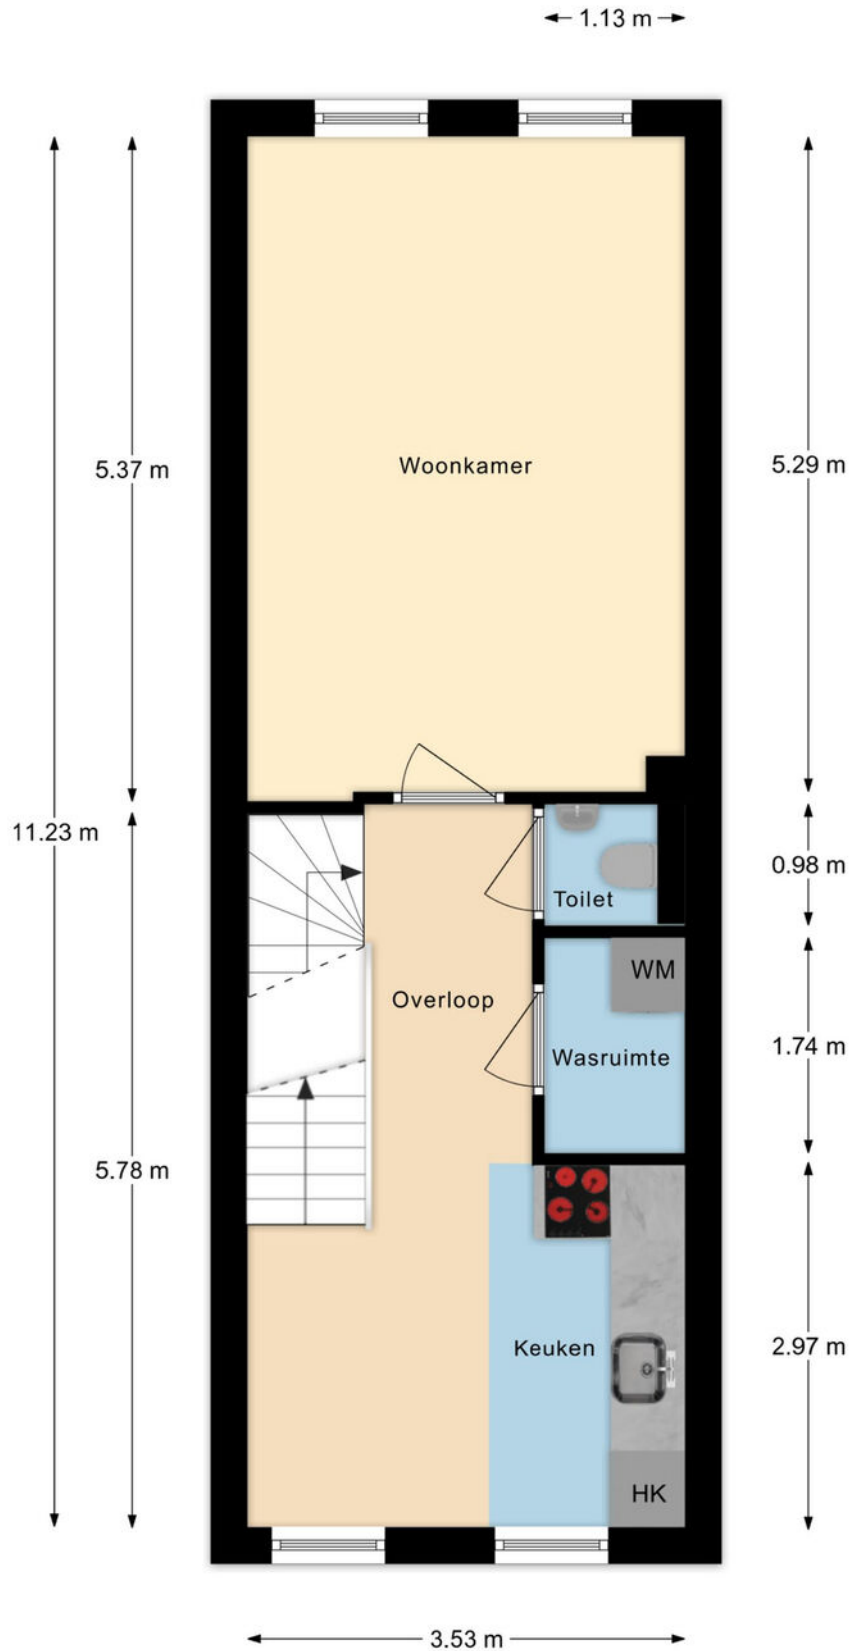 1.13 m
Woonkamer
5.37 m
5.29 m
11.23 m
0.98 m
Toilet
WM
Overloop
Wasruimte
1.74 m
5.78 m
Keuken
2.97 m
HK
3.53 m